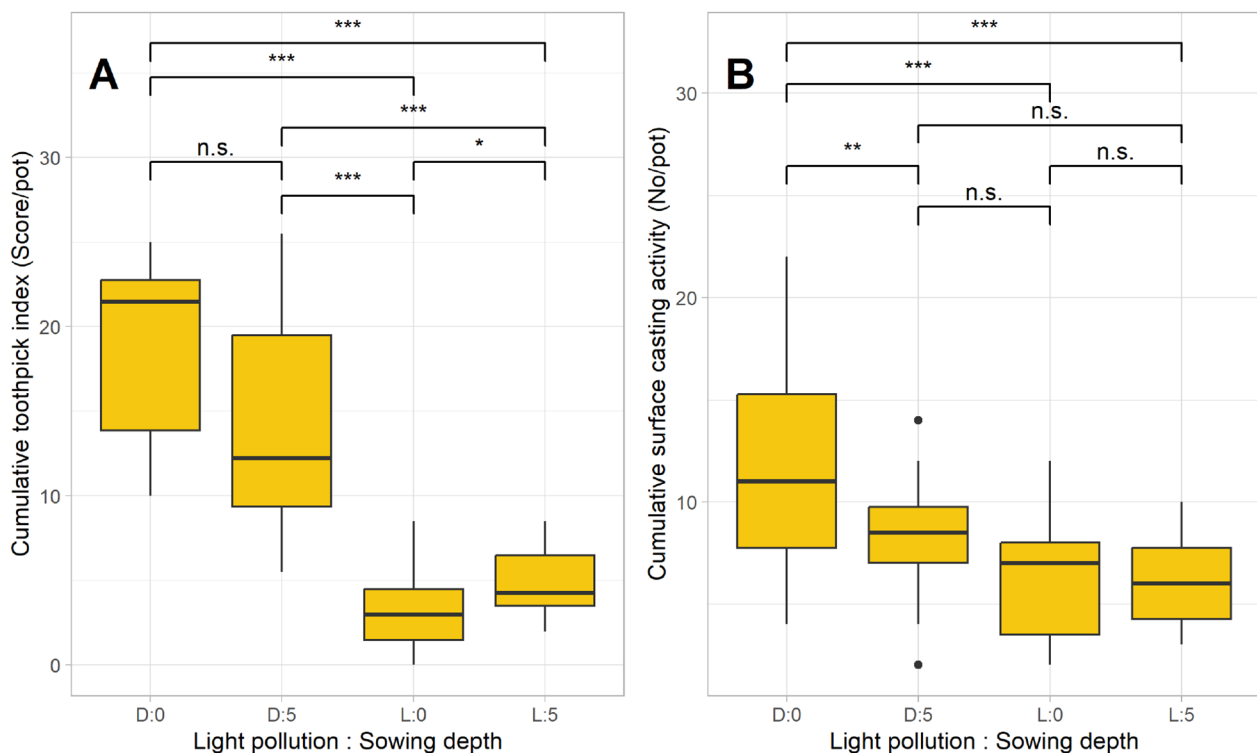 A
Cumulative toothpick index (Score/pot)
30
20
10
0
***
***
***
n.s.
*
***
D:0
D:5
L:0
L:5
Light pollution : Sowing depth
B
Cumulative surface casting activity (No/pot)
30
20
10
***
***
n.s.
**
n.s.
n.s.
D:0
D:5
L:0
L:5
Light pollution : Sowing depth